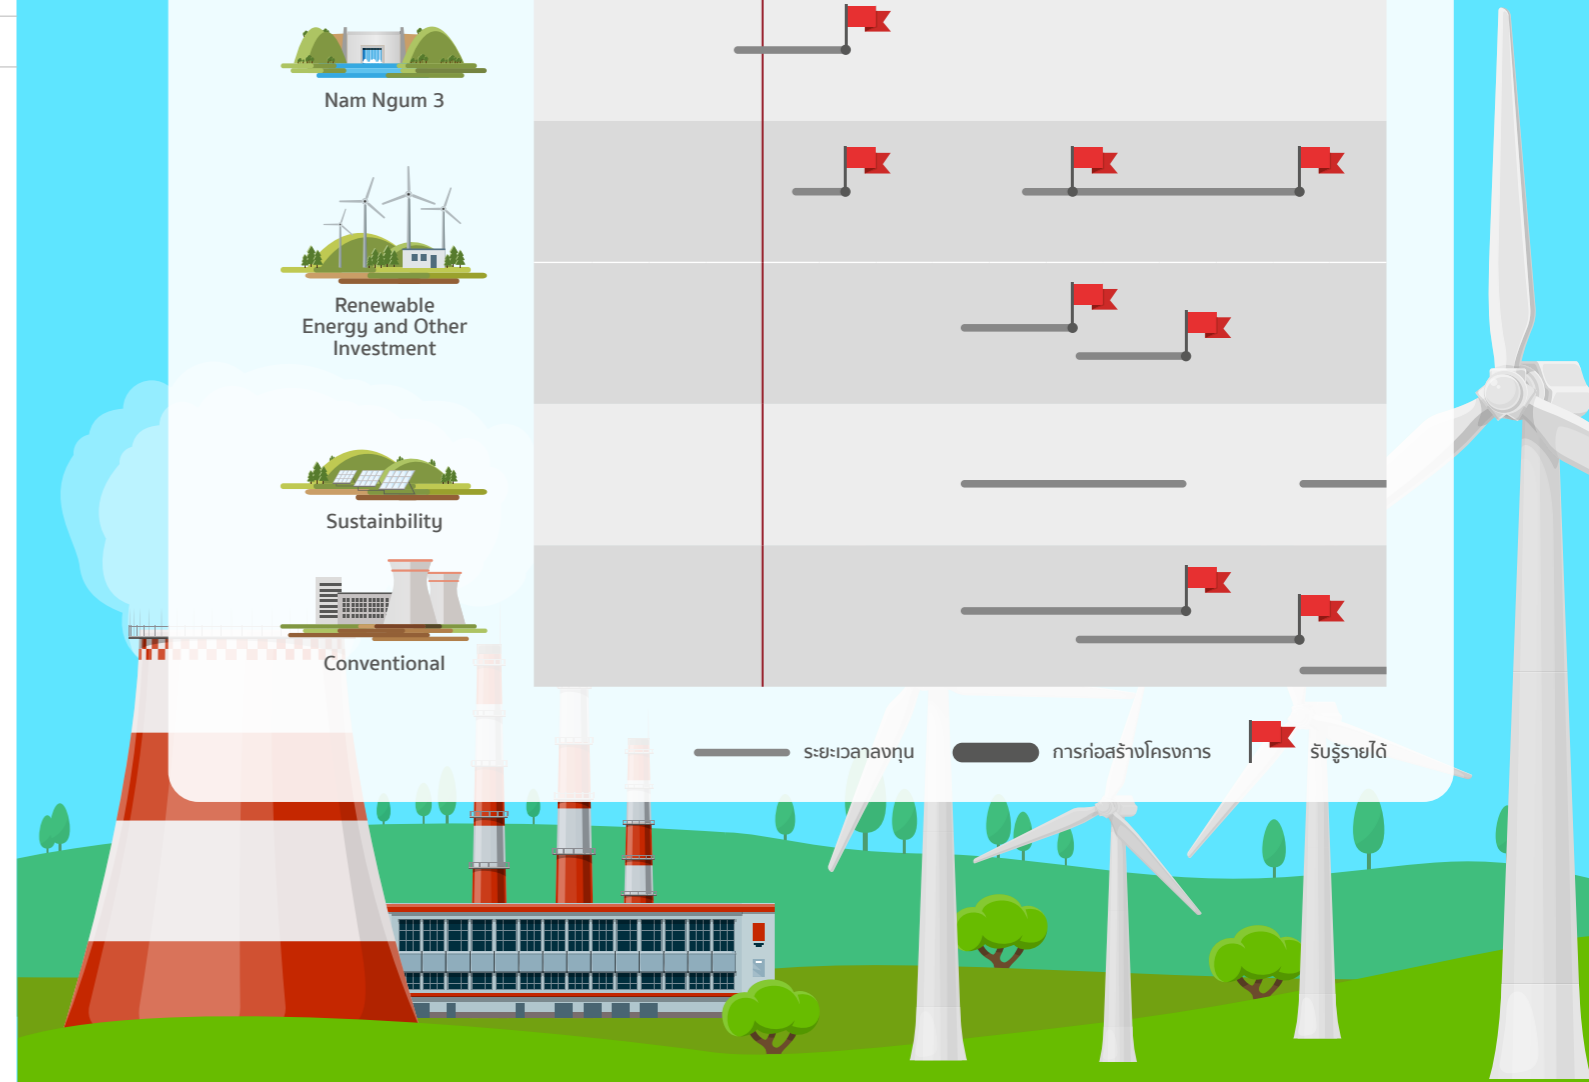 Nam Ngum 3
Renewable
Energy and Other
Investment
Sustainbility
Conventional
ระยะเวลาลงทุน
การก่อสร้างโครงการ
รับรู้รายได้